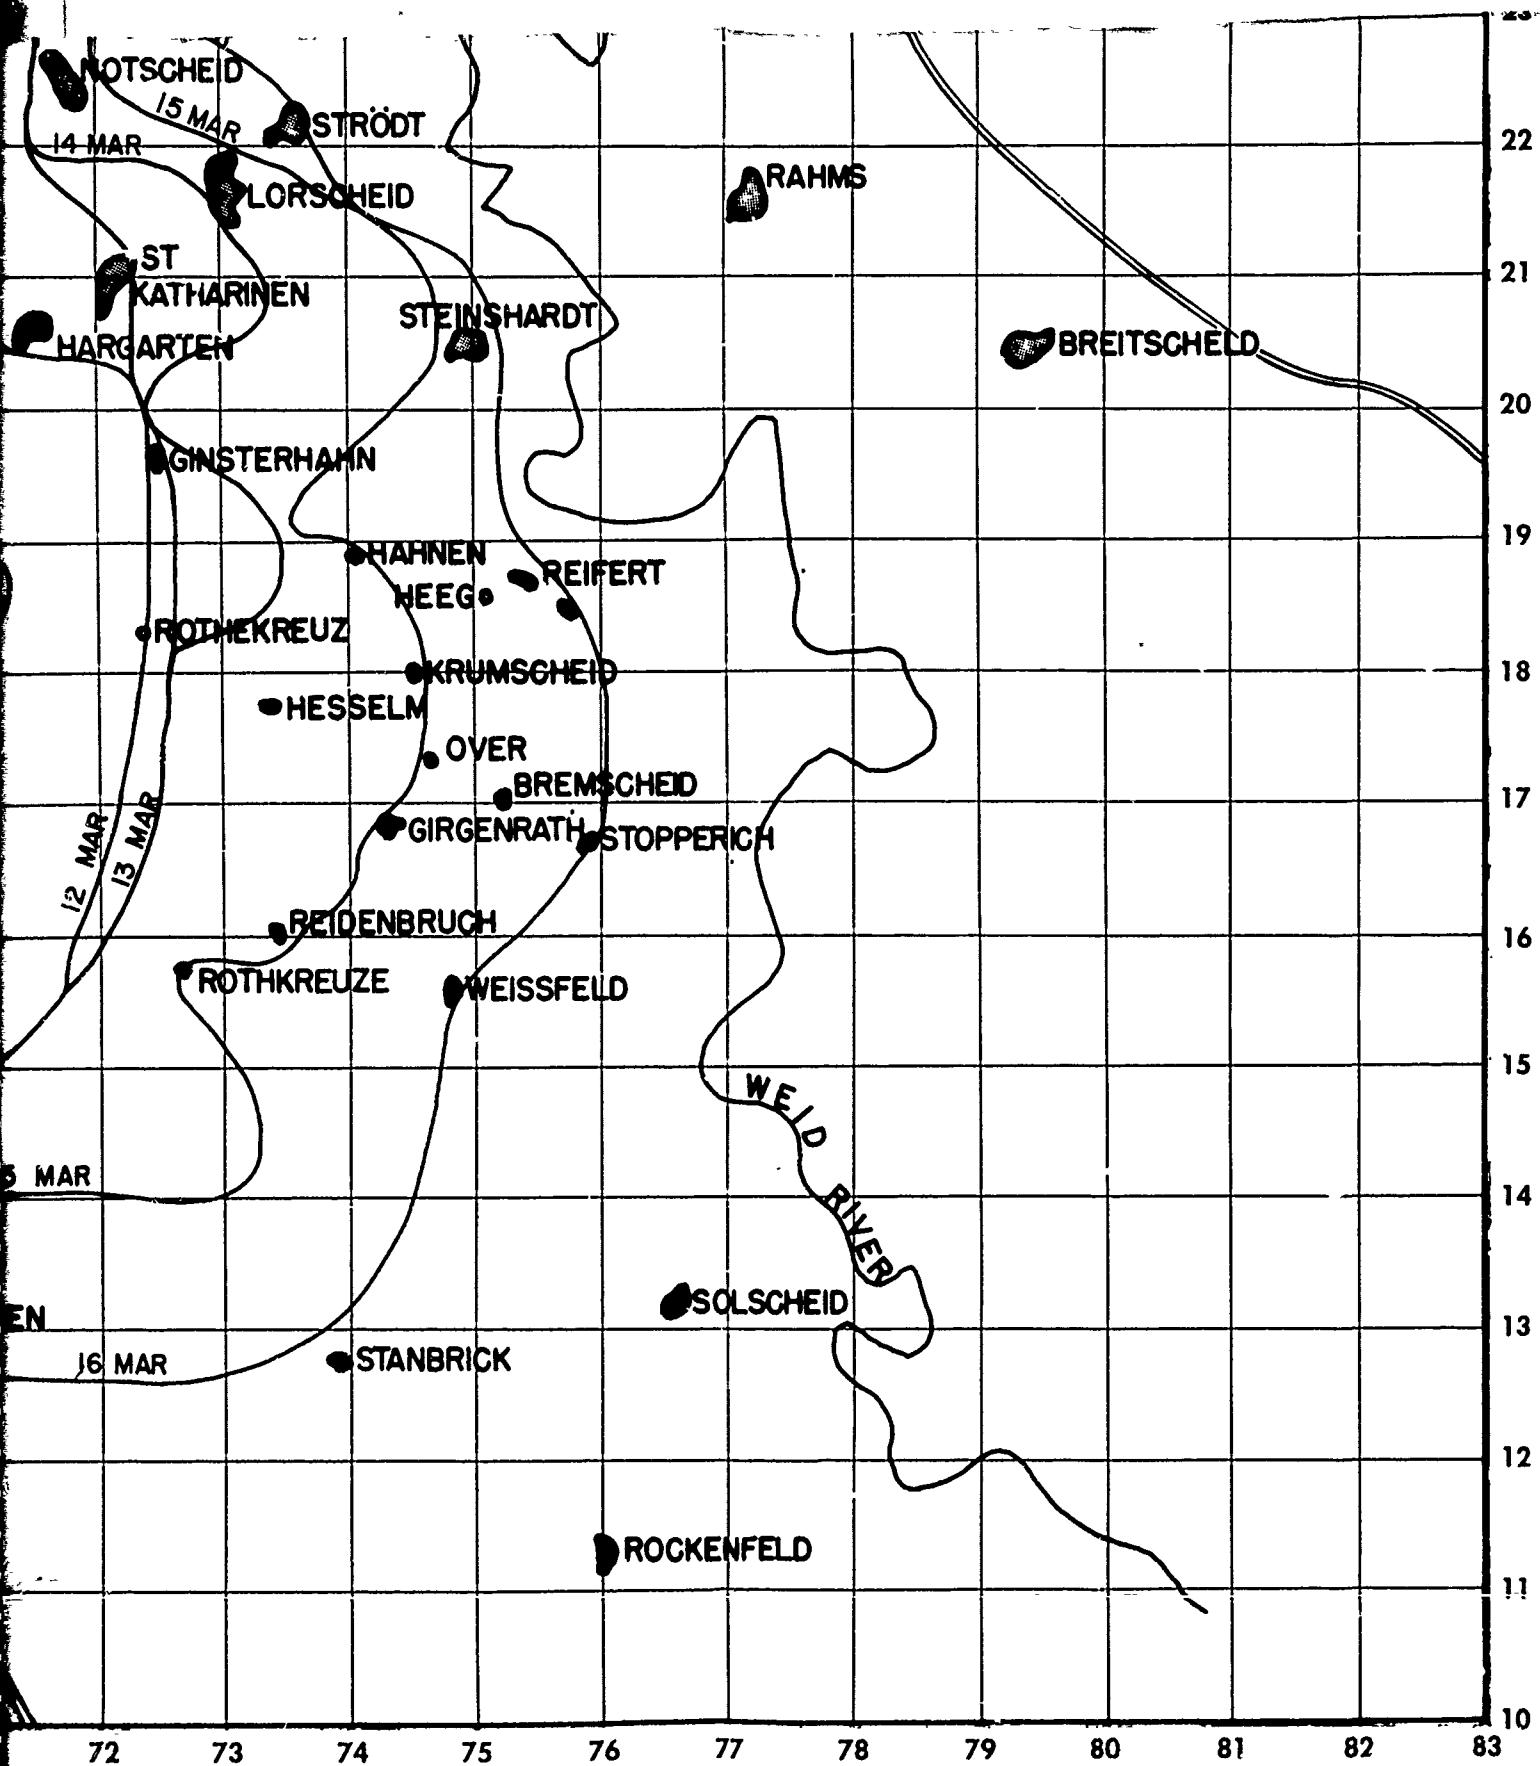 NOTSCHEID
15 MAR
STRÖDT
22
14 MAR
RAHMS
LORSCHEID
ST
KATHARINEN
21
STEINSHARDT
HARGARTEN
BREITSCHELD
20
GINSTERHAHN
19
HAHNEN
REIFERT
HEEG
ROTHEKREUZ
KRUMSCHEID
18
HESSELM
OVER
BREMSCHEID
17
12 MAR
13 MAR
GIRGENRATH
STOPPERICH
REIDENBRUCH
16
ROTHKREUZE
WEISSFELD
15
WEID RIVER
MAR
14
SOLSCHEID
EN
13
16 MAR
STANBRICK
12
ROCKENFELD
11
10
72 73 74 75 76 77 78 79 80 81 82 83